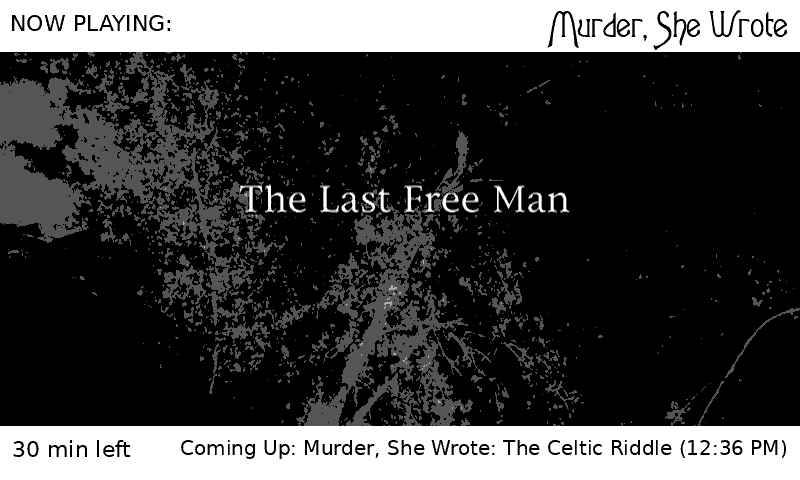 NOW PLAYING:
Murder, She Wrote
The Last Free Man
30 min left
Coming Up: Murder, She Wrote: The Celtic Riddle (12:36 PM)